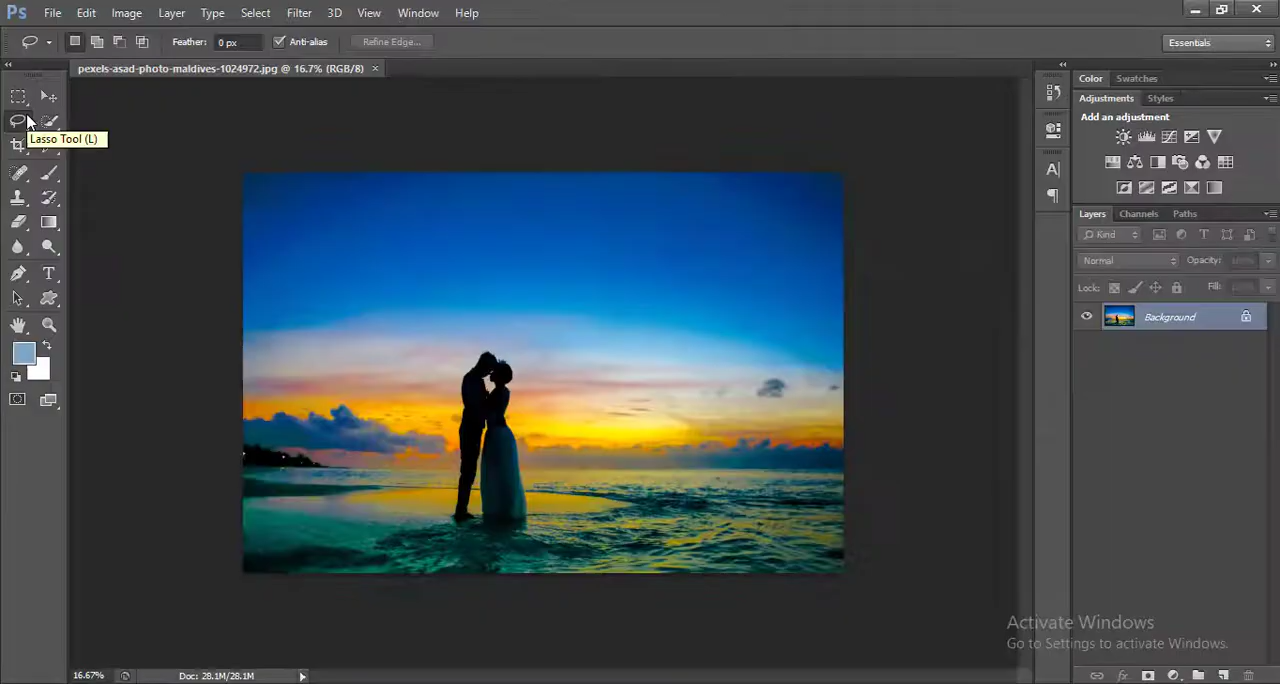 Ps File Edit Image Layer Type Select Filter 3D View Window Help
Feather: 0 px Anti-alias Refine Edge... Essentials
pexels-asad-photo-maldives-1024972.jpg @ 16.7% (RGB/8) ×
Lasso Tool (L)
Color Swatches
Adjustments Styles
Add an adjustment
Layers Channels Paths
Kind
Normal Opacity: 100%
Lock: Fill:
Background
Activate Windows
Go to Settings to activate Windows.
16.67% Doc: 28.1M/28.1M